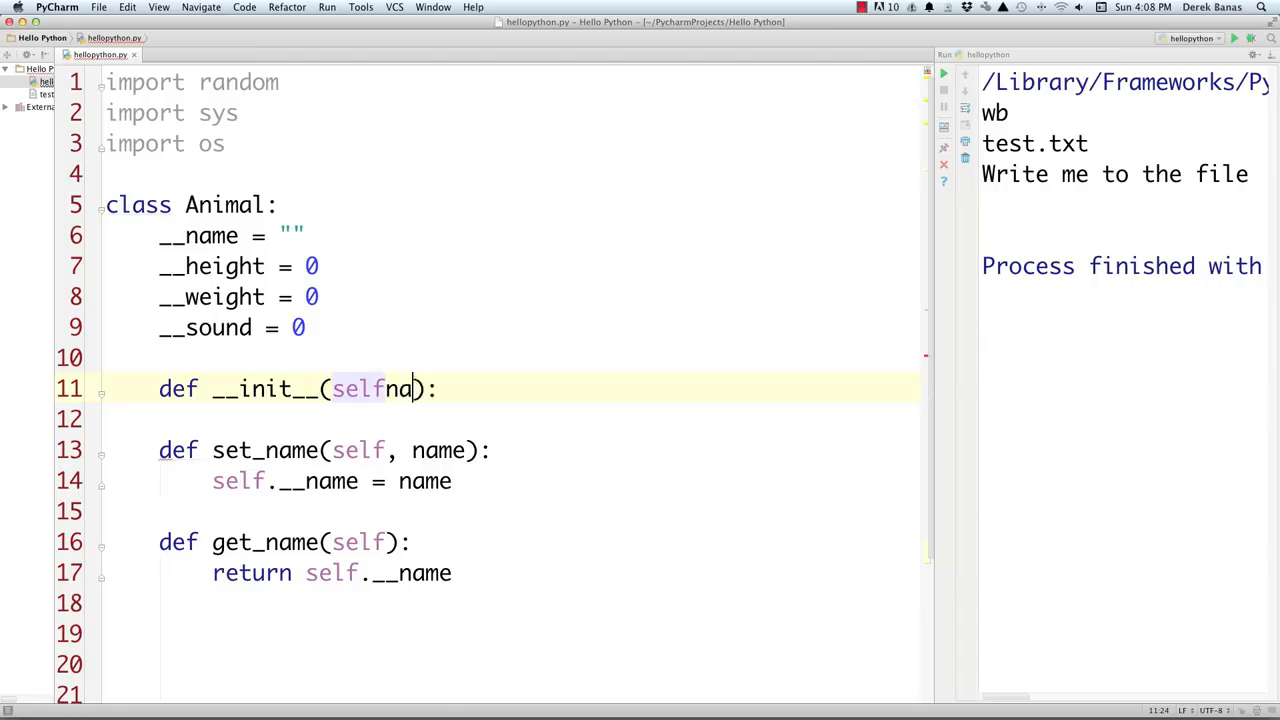 PyCharm File Edit View Navigate Code Refactor Run Tools VCS Window Help 10 Sun 4:08 PM Derek Banas
hellopython.py – Hello Python – [~/PycharmProjects/Hello Python]
Hello Python hellopython.py hellopython
hellopython.py ×
Run hellopython
Hello P
hell
test
Extern
1 import random
2 import sys
3 import os
4
5 class Animal:
6 __name = ""
7 __height = 0
8 __weight = 0
9 __sound = 0
10
11 def __init__(selfna):
12
13 def set_name(self, name):
14 self.__name = name
15
16 def get_name(self):
17 return self.__name
18
19
20
21
/Library/Frameworks/Py
wb
test.txt
Write me to the file
Process finished with
11:24 LF UTF-8